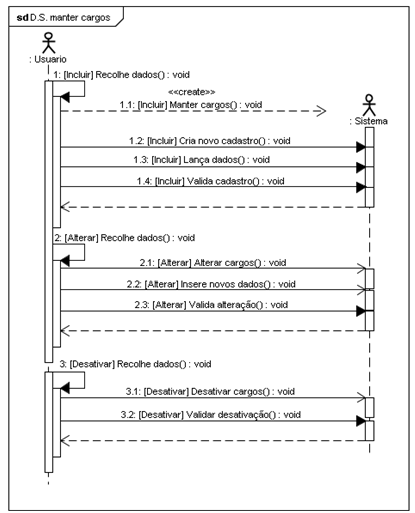 sd D.S. manter cargos
: Usuario
1: [Incluir] Recolhe dados() : void
<<create>>
1.1: [Incluir] Manter cargos() : void
: Sistema
1.2: [Incluir] Cria novo cadastro() : void
1.3: [Incluir] Lança dados() : void
1.4: [Incluir] Valida cadastro() : void
2: [Alterar] Recolhe dados() : void
2.1: [Alterar] Alterar cargos() : void
2.2: [Alterar] Insere novos dados() : void
2.3: [Alterar] Valida alteração() : void
3: [Desativar] Recolhe dados() : void
3.1: [Desativar] Desativar cargos() : void
3.2: [Desativar] Validar desativação() : void